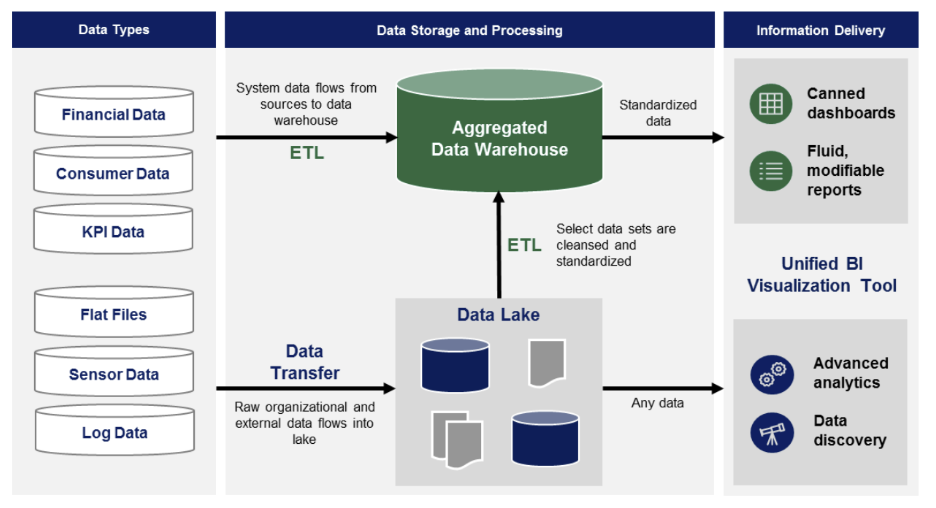 Data Types
Data Storage and Processing
Information Delivery
Financial Data
Consumer Data
KPI Data
Flat Files
Sensor Data
Log Data
System data flows from
sources to data
warehouse
ETL
Aggregated
Data Warehouse
Standardized
data
ETL
Select data sets are
cleansed and
standardized
Data
Transfer
Raw organizational and
external data flows into
lake
Data Lake
Any data
Canned
dashboards
Fluid,
modifiable
reports
Unified BI
Visualization Tool
Advanced
analytics
Data
discovery